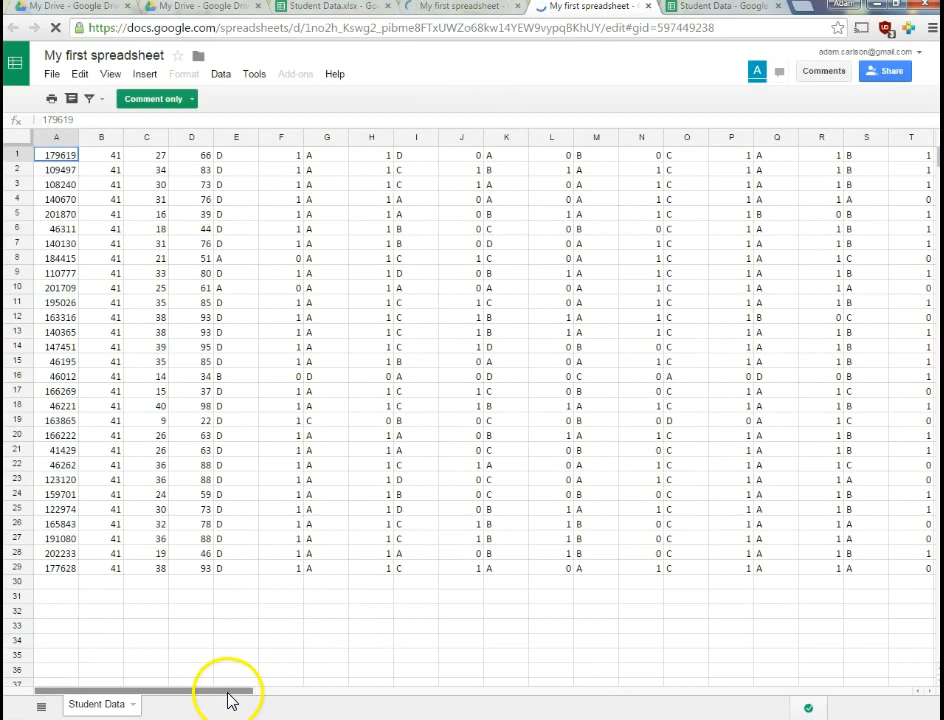 My Drive - Google Driv × My Drive - Google Driv × Student Data.xlsx - Goo × My first spreadsheet - × My first spreadsheet - G × Student Data - Google × Adam
https://docs.google.com/spreadsheets/d/1no2h_Kswg2_pibme8FTxUWZo68kw14YEW9vypqBKhUY/edit#gid=597449238
My first spreadsheet adam.carlson@gmail.com
File Edit View Insert Format Data Tools Add-ons Help A Comments Share
Comment only
fx 179619
A B C D E F G H I J K L M N O P Q R S T
1 179619 41 27 66 D 1 A 1 D 0 A 0 B 0 C 1 A 1 B 1
2 109497 41 34 83 D 1 A 1 C 1 B 1 A 1 C 1 A 1 B 1
3 108240 41 30 73 D 1 A 1 C 1 A 0 A 1 C 1 A 1 B 1
4 140670 41 31 76 D 1 A 1 A 0 A 0 A 1 C 1 A 1 A 0
5 201870 41 16 39 D 1 A 1 A 0 B 1 A 1 C 1 B 0 B 1
6 46311 41 18 44 D 1 A 1 B 0 C 0 B 0 C 1 A 1 B 1
7 140130 41 31 76 D 1 A 1 B 0 D 0 A 1 C 1 A 1 B 1
8 184415 41 21 51 A 0 A 1 C 1 C 0 A 1 C 1 A 1 C 0
9 110777 41 33 80 D 1 A 1 D 0 B 1 A 1 C 1 A 1 B 1
10 201709 41 25 61 A 0 A 1 A 0 A 0 A 1 C 1 A 1 A 0
11 195026 41 35 85 D 1 A 1 C 1 C 0 A 1 C 1 A 1 B 1
12 163316 41 38 93 D 1 A 1 C 1 B 1 A 1 C 1 B 0 C 0
13 140365 41 38 93 D 1 A 1 C 1 B 1 A 1 C 1 A 1 B 1
14 147451 41 39 95 D 1 A 1 C 1 D 0 B 0 C 1 A 1 B 1
15 46195 41 35 85 D 1 A 1 B 0 A 0 A 1 C 1 A 1 B 1
16 46012 41 14 34 B 0 D 0 A 0 D 0 C 0 A 0 D 0 B 1
17 166269 41 15 37 D 1 A 1 C 1 A 0 B 0 C 1 A 1 C 0
18 46221 41 40 98 D 1 A 1 C 1 B 1 A 1 C 1 A 1 B 1
19 163865 41 9 22 D 1 C 0 B 0 C 0 B 0 D 0 A 1 C 0
20 166222 41 26 63 D 1 A 1 A 0 B 1 A 1 C 1 A 1 B 1
21 41429 41 26 63 D 1 A 1 A 0 C 0 B 0 C 1 A 1 B 1
22 46262 41 36 88 D 1 A 1 C 1 A 0 A 1 C 1 A 1 C 0
23 123120 41 36 88 D 1 A 1 D 0 C 0 A 1 C 1 A 1 A 0
24 159701 41 24 59 D 1 A 1 B 0 C 0 B 0 C 1 A 1 B 1
25 122974 41 30 73 D 1 A 1 D 0 B 1 A 1 C 1 A 1 B 1
26 165843 41 32 78 D 1 A 1 C 1 B 1 B 0 C 1 A 1 A 0
27 191080 41 36 88 D 1 A 1 C 1 B 1 B 0 C 1 A 1 A 0
28 202233 41 19 46 D 1 A 1 A 0 B 1 B 0 C 1 A 1 B 1
29 177628 41 38 93 D 1 A 1 C 1 A 0 A 1 C 1 A 1 A 0
30
31
32
33
34
35
36
37
Student Data